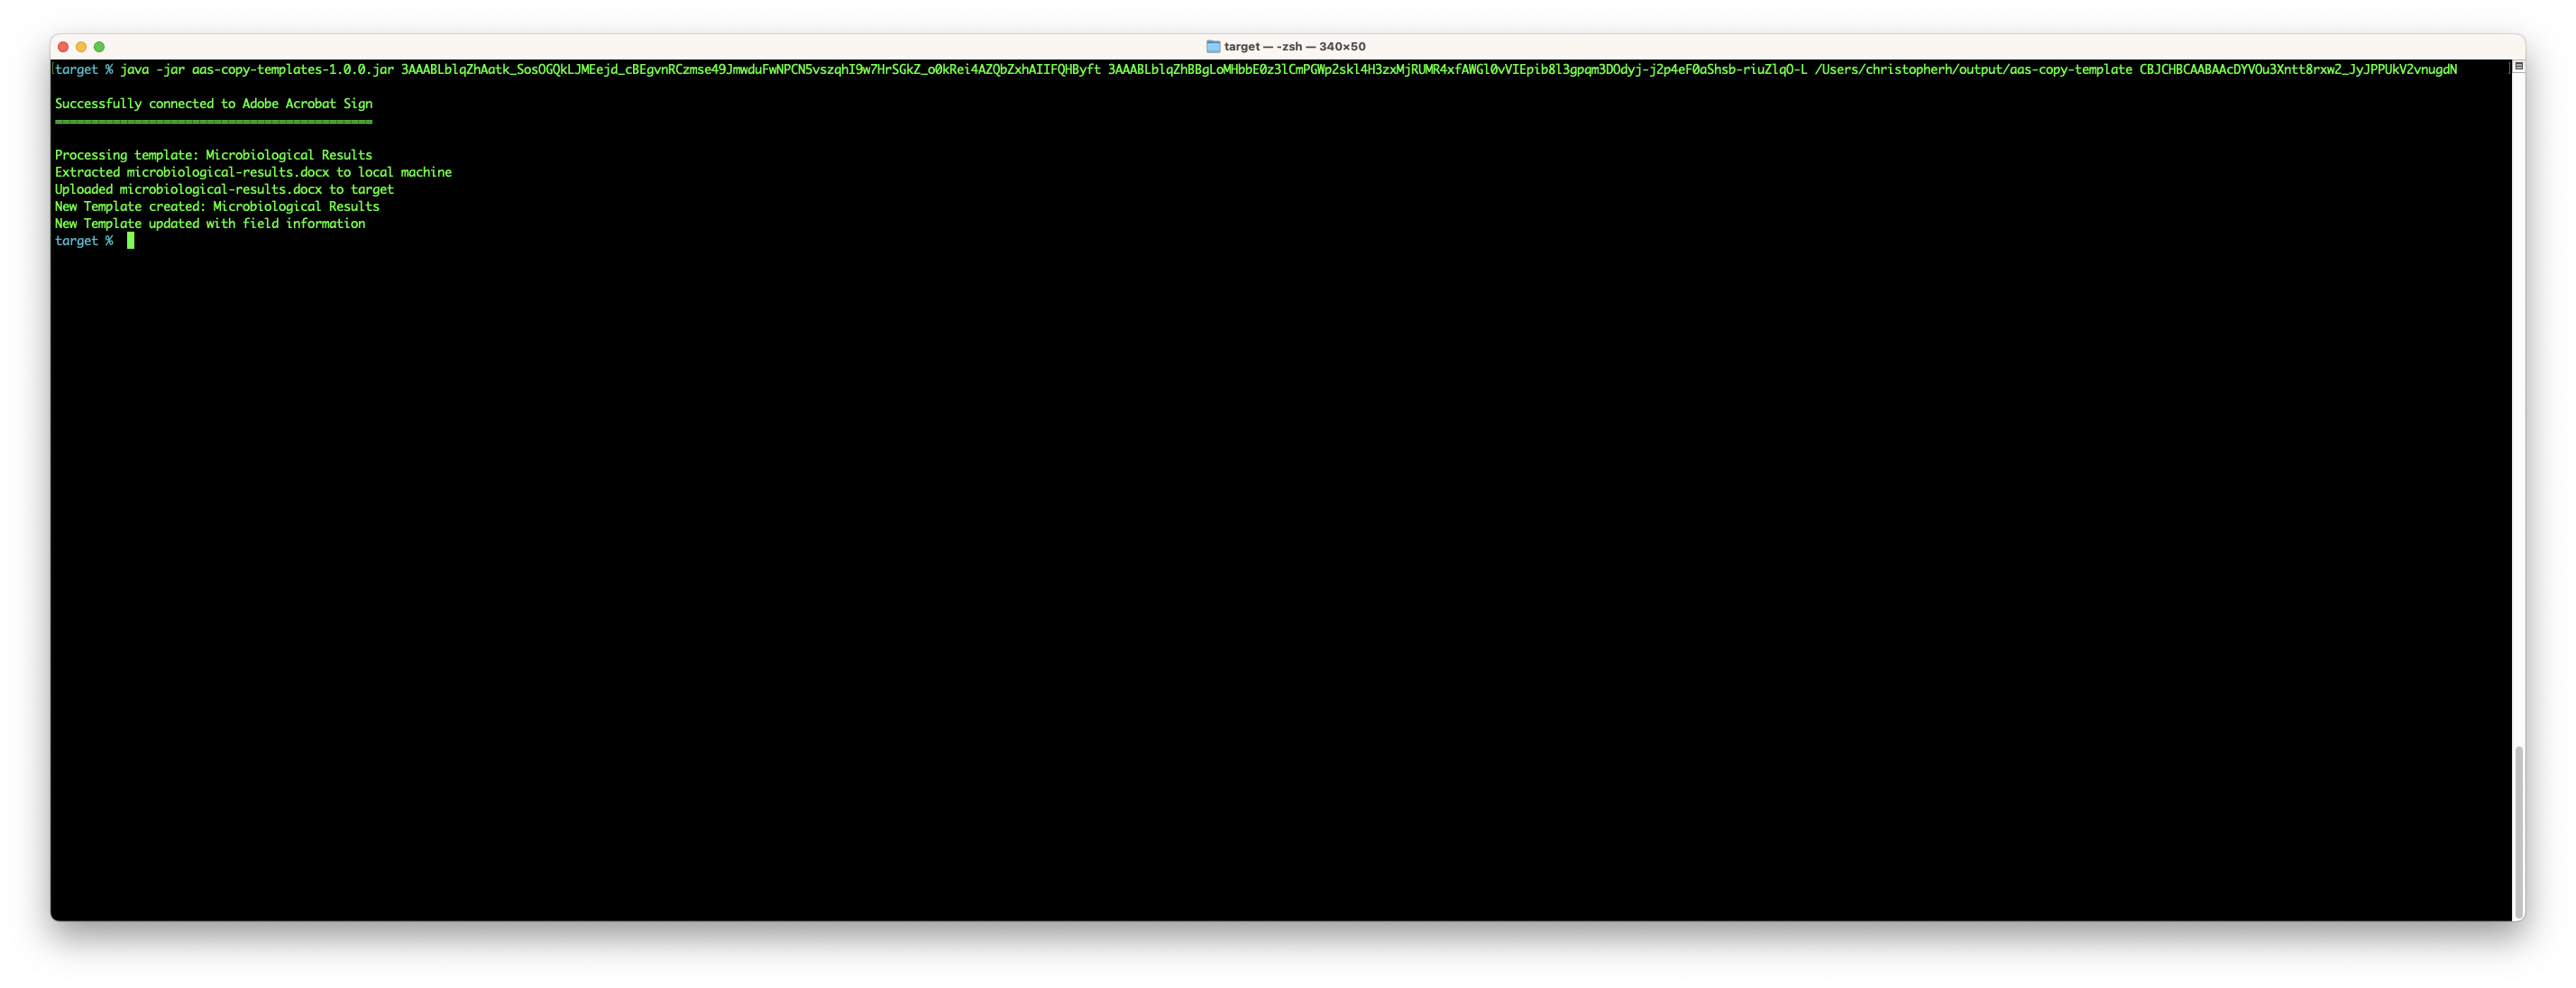 target — -zsh — 340×50
target % java -jar aas-copy-templates-1.0.0.jar 3AAABLblqZhAatk_SosOGQkLJMEejd_cBEgvnRCzmse49JmwduFwNPCN5vszqhI9w7HrSGkZ_o0kRei4AZQbZxhAIIFQHByft 3AAABLblqZhBBgLoMHbbE0z3lCmPGWp2skl4H3zxMjRUMR4xfAWGl0vVIEpib8l3gpqm3DOdyj-j2p4eF0aShsb-riuZlqO-L /Users/christopherh/output/aas-copy-template CBJCHBCAABAAcDYVOu3Xntt8rxw2_JyJPPUkV2vnugdN
Successfully connected to Adobe Acrobat Sign
============================================
Processing template: Microbiological Results
Extracted microbiological-results.docx to local machine
Uploaded microbiological-results.docx to target
New Template created: Microbiological Results
New Template updated with field information
target %